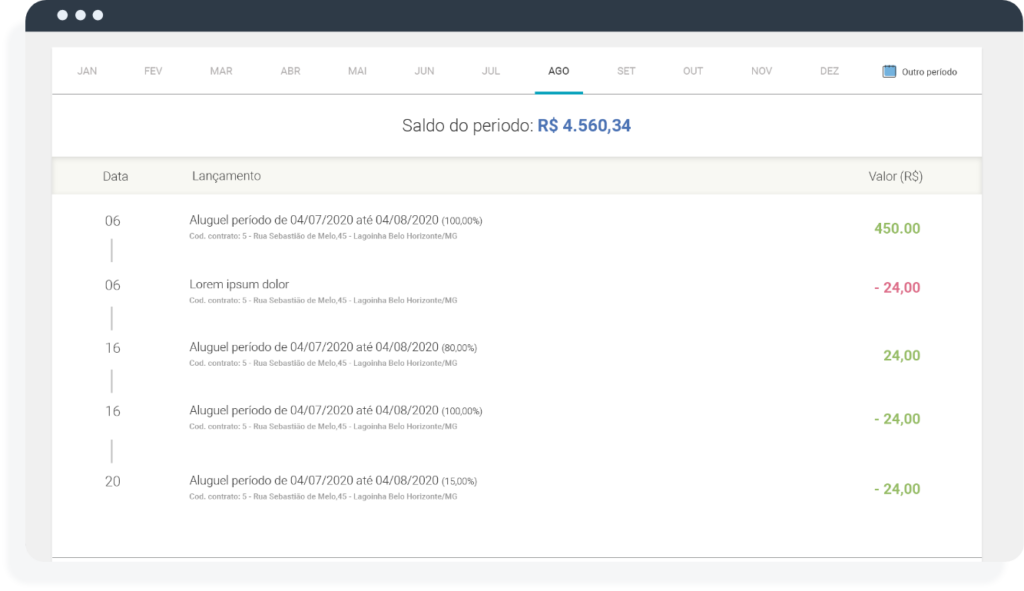 JAN FEV MAR ABR MAI JUN JUL AGO SET OUT NOV DEZ Outro periodo
Saldo do periodo: R$ 4.560,34
Data Lançamento Valor (R$)
06 Aluguel período de 04/07/2020 até 04/08/2020 (100,00%) 450.00
Cod. contrato: 5 - Rua Sebastião de Melo,45 - Lagoinha Belo Horizonte/MG
06 Lorem ipsum dolor - 24,00
Cod. contrato: 5 - Rua Sebastião de Melo,45 - Lagoinha Belo Horizonte/MG
16 Aluguel período de 04/07/2020 até 04/08/2020 (80,00%) 24,00
Cod. contrato: 5 - Rua Sebastião de Melo,45 - Lagoinha Belo Horizonte/MG
16 Aluguel período de 04/07/2020 até 04/08/2020 (100,00%) - 24,00
Cod. contrato: 5 - Rua Sebastião de Melo,45 - Lagoinha Belo Horizonte/MG
20 Aluguel período de 04/07/2020 até 04/08/2020 (15,00%) - 24,00
Cod. contrato: 5 - Rua Sebastião de Melo,45 - Lagoinha Belo Horizonte/MG